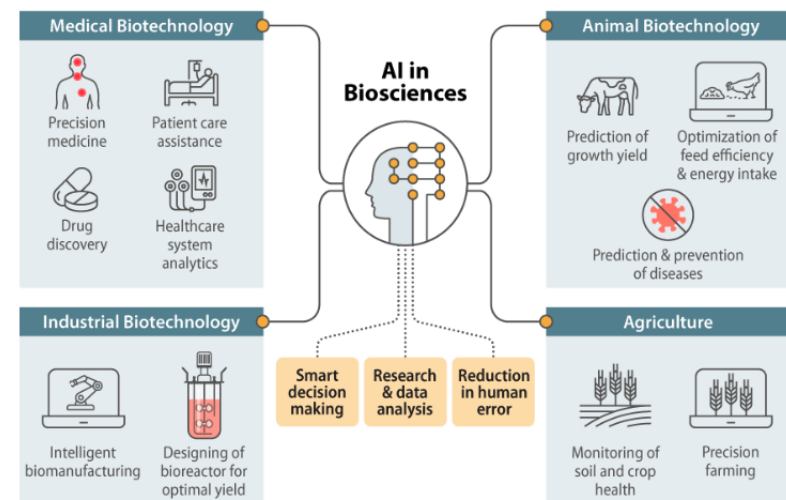 Medical Biotechnology
Precision
medicine
Patient care
assistance
Drug
discovery
Healthcare
system
analytics
AI in
Biosciences
Animal Biotechnology
Prediction of
growth yield
Optimization of
feed efficiency
& energy intake
Prediction & prevention
of diseases
Industrial Biotechnology
Intelligent
biomanufacturing
Designing of
bioreactor for
optimal yield
Smart
decision
making
Research
& data
analysis
Reduction
in human
error
Agriculture
Monitoring of
soil and crop
health
Precision
farming